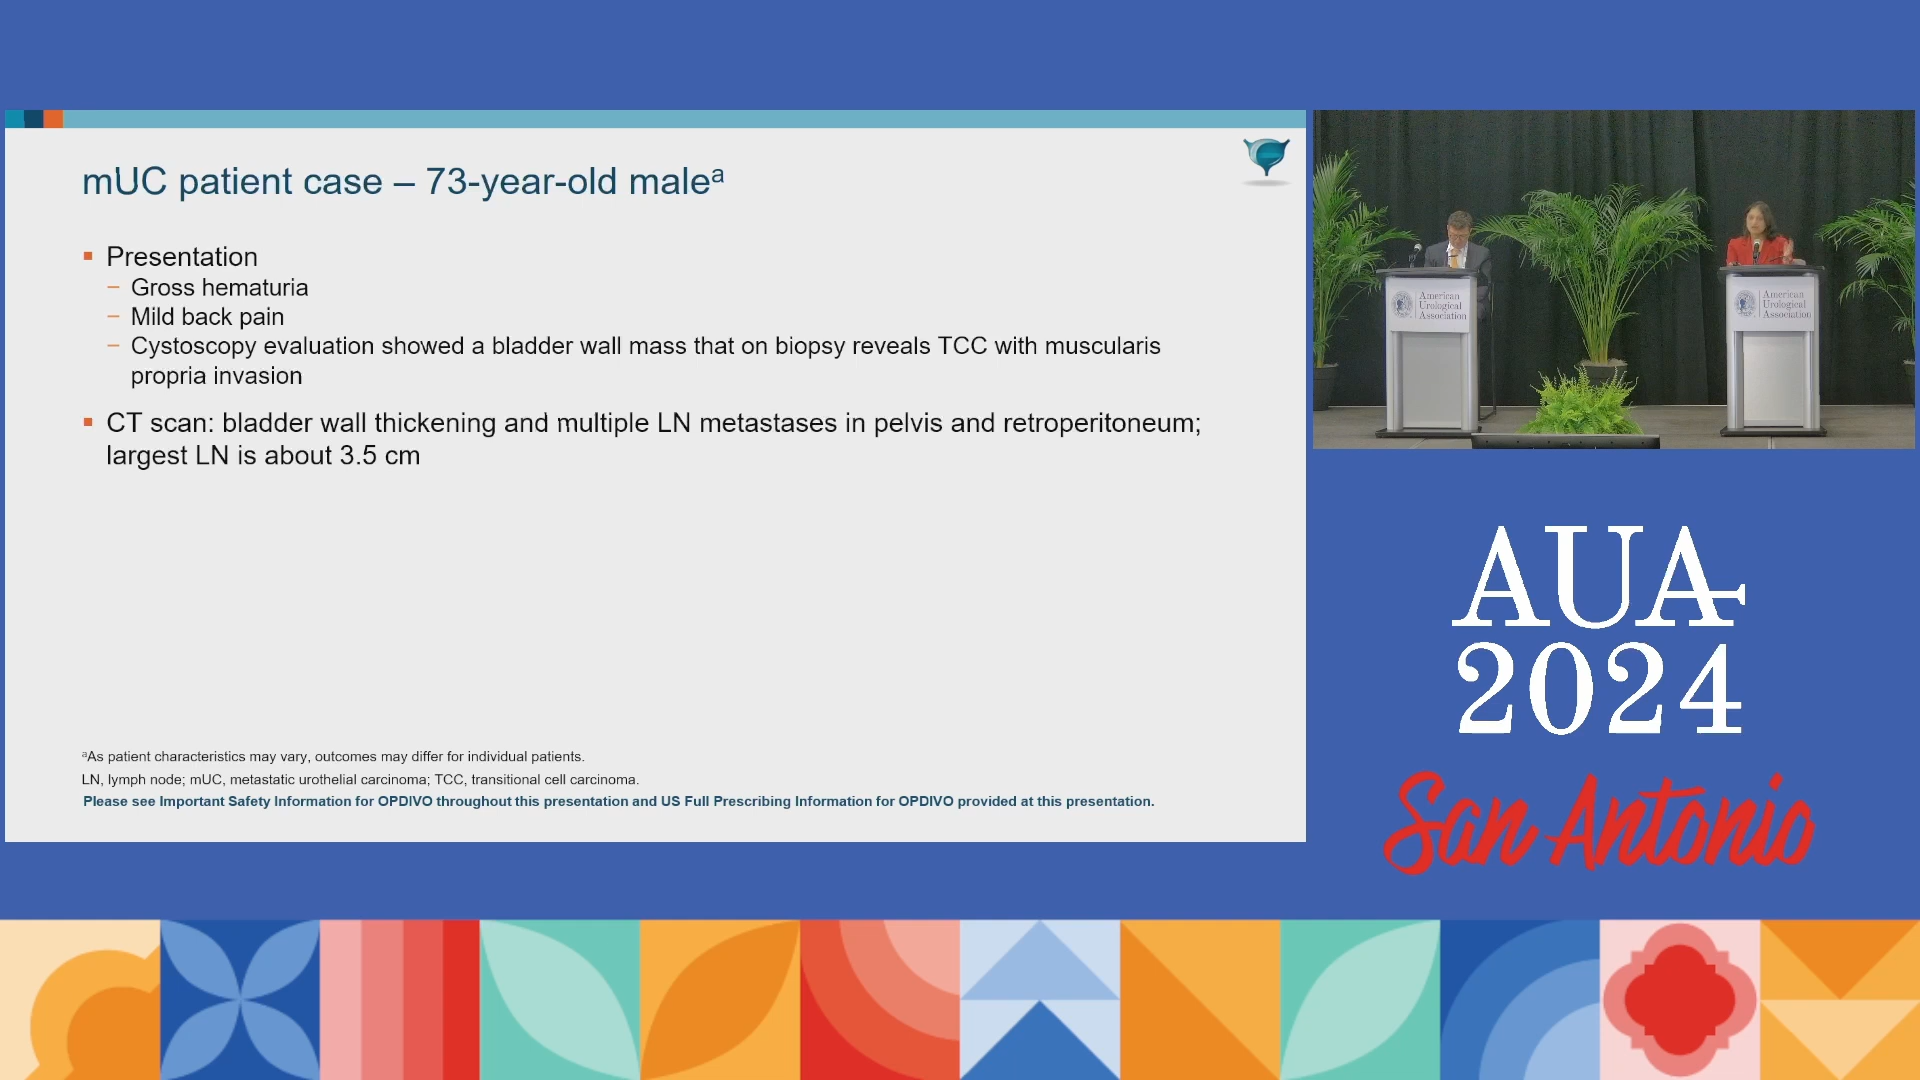 mUC patient case – 73-year-old maleᵃ
▪ Presentation
– Gross hematuria
– Mild back pain
– Cystoscopy evaluation showed a bladder wall mass that on biopsy reveals TCC with muscularis
propria invasion
▪ CT scan: bladder wall thickening and multiple LN metastases in pelvis and retroperitoneum;
largest LN is about 3.5 cm
ᵃAs patient characteristics may vary, outcomes may differ for individual patients.
LN, lymph node; mUC, metastatic urothelial carcinoma; TCC, transitional cell carcinoma.
Please see Important Safety Information for OPDIVO throughout this presentation and US Full Prescribing Information for OPDIVO provided at this presentation.
American
Urological
Association
American
Urological
Association
AUA
2024
San Antonio